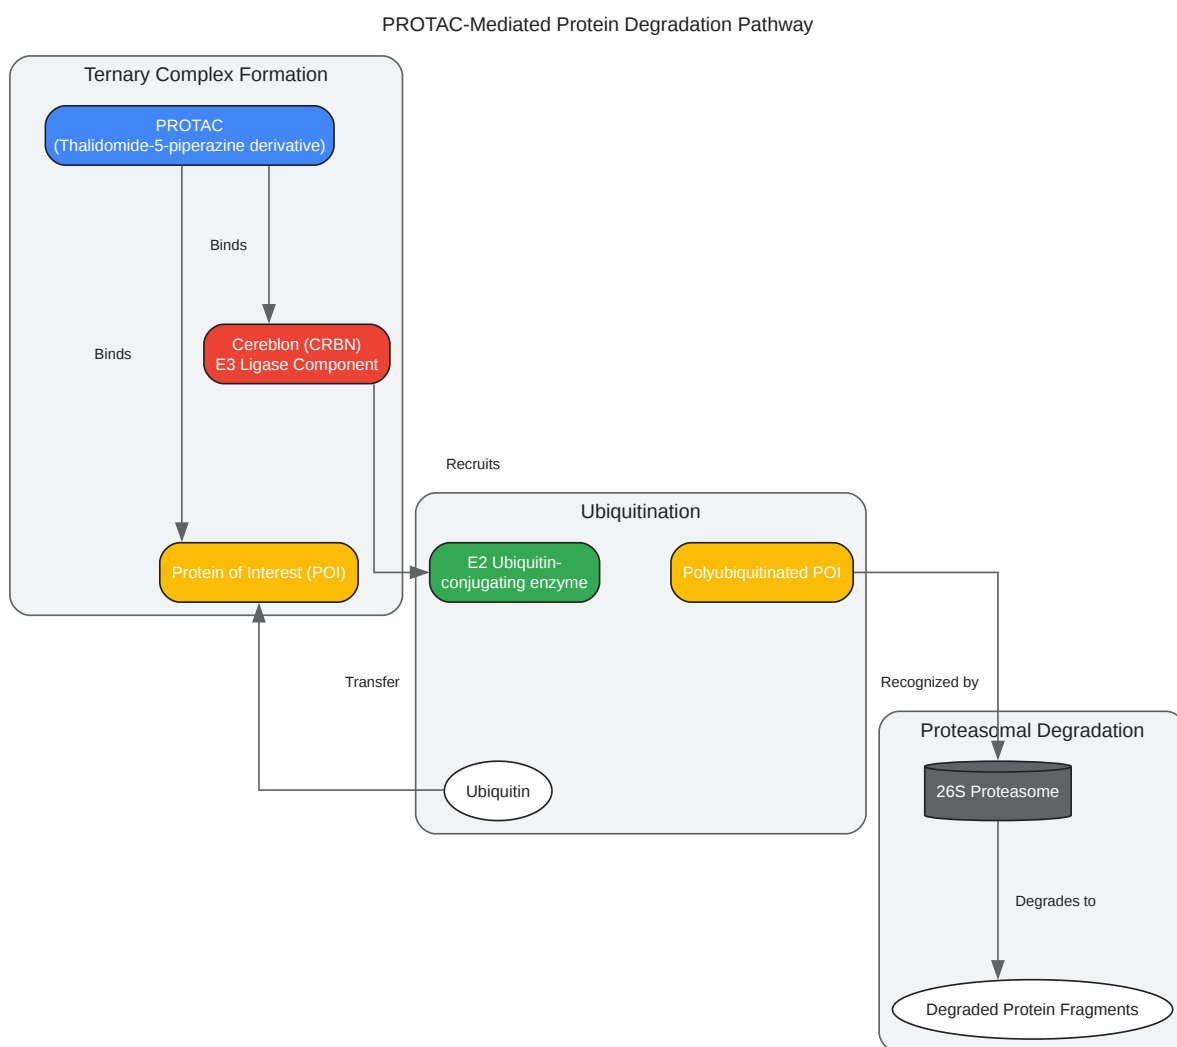 PROTAC-Mediated Protein Degradation Pathway
Ternary Complex Formation
PROTAC
(Thalidomide-5-piperazine derivative)
Binds
Cereblon (CRBN)
E3 Ligase Component
Binds
Recruits
Ubiquitination
Protein of Interest (POI)
E2 Ubiquitin-
conjugating enzyme
Polyubiquitinated POI
Transfer
Recognized by
Proteasomal Degradation
Ubiquitin
26S Proteasome
Degrades to
Degraded Protein Fragments